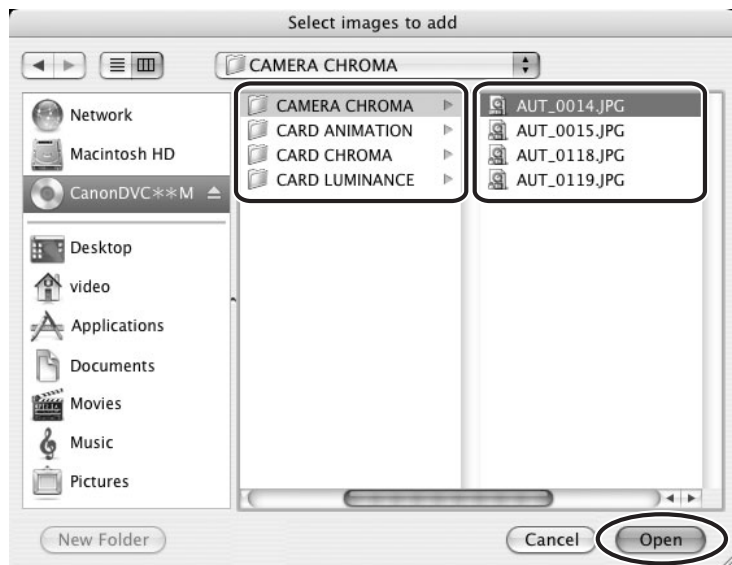 Select images to add
CAMERA CHROMA
Network
Macintosh HD
CanonDVC**M
Desktop
video
Applications
Documents
Movies
Music
Pictures
CAMERA CHROMA
CARD ANIMATION
CARD CHROMA
CARD LUMINANCE
AUT_0014.JPG
AUT_0015.JPG
AUT_0118.JPG
AUT_0119.JPG
New Folder
Cancel
Open